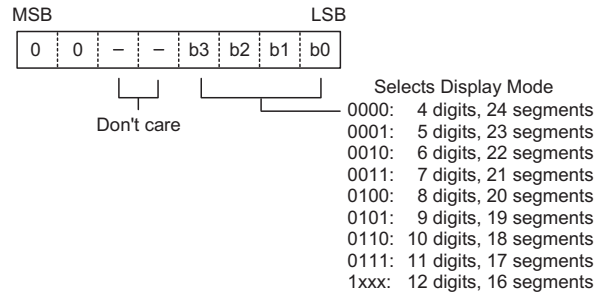 MSB LSB
0 0 – – b3 b2 b1 b0
Selects Display Mode
Don't care
0000: 4 digits, 24 segments
0001: 5 digits, 23 segments
0010: 6 digits, 22 segments
0011: 7 digits, 21 segments
0100: 8 digits, 20 segments
0101: 9 digits, 19 segments
0110: 10 digits, 18 segments
0111: 11 digits, 17 segments
1xxx: 12 digits, 16 segments